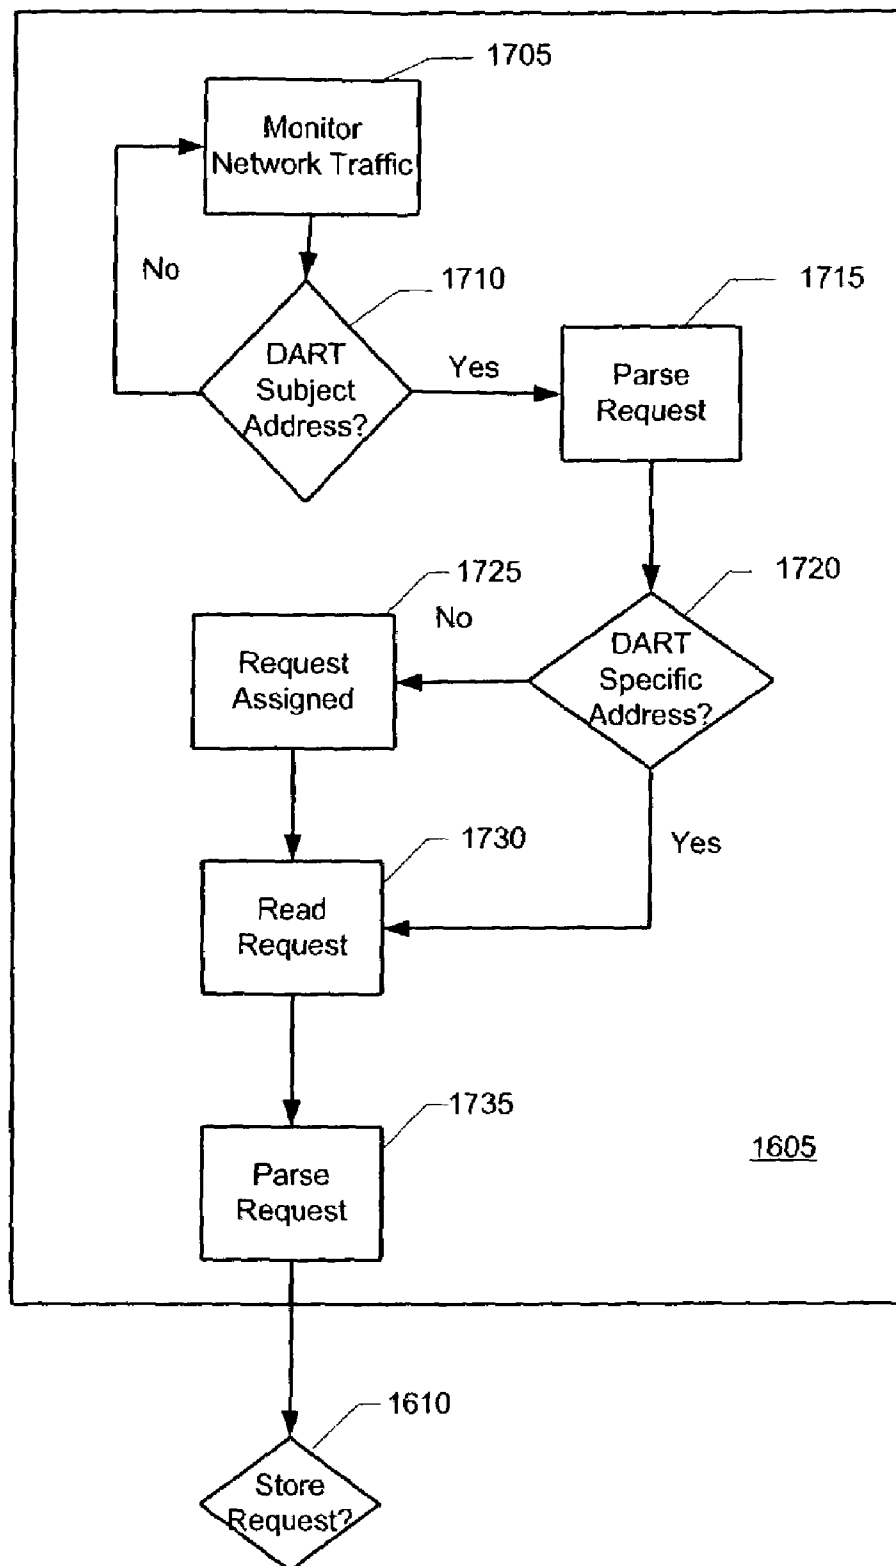 1705
Monitor
Network Traffic
No
1710
1715
DART
Subject
Address?
Yes
Parse
Request
1725
No
1720
Request
Assigned
DART
Specific
Address?
1730
Yes
Read
Request
1735
1605
Parse
Request
1610
Store
Request?